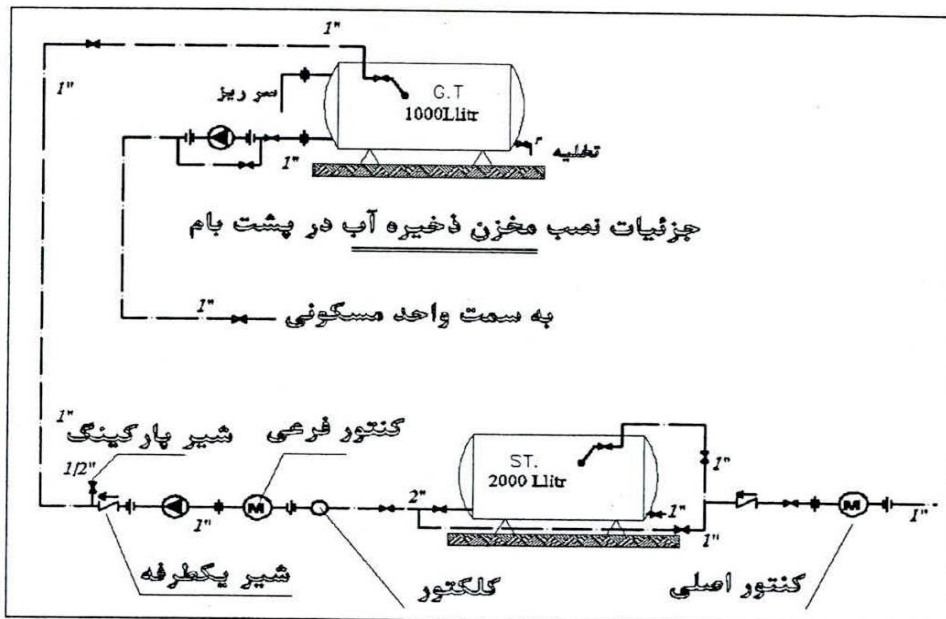 1"
1"
سر ریز
G.T
1000Llitr
1"
تخلیه
جزئیات نصب مخزن ذخیره آب در پشت بام
1"
به سمت واحد مسکونی
1"
شیر پارکینگ
کنتور فرعی
1/2"
ST.
2000 Llitr
1"
2"
1"
M
1"
1"
M
1"
شیر یکطرفه
کلکتور
کنتور اصلی